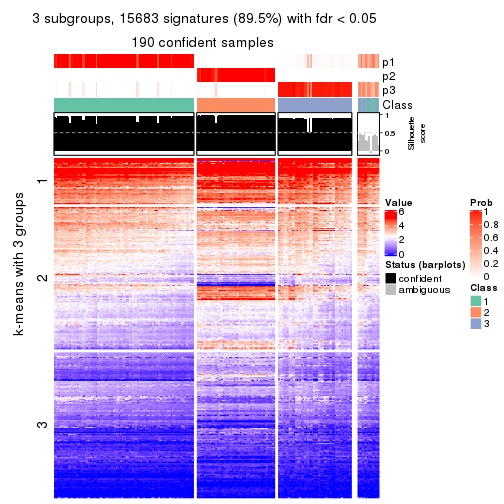 3 subgroups, 15683 signatures (89.5%) with fdr < 0.05
190 confident samples
p1
p2
p3
Class
1
0.5
0
Silhouette
score
k-means with 3 groups
1
2
3
Value
6
4
2
0
Status (barplots)
confident
ambiguous
Prob
1
0.8
0.6
0.4
0.2
0
Class
1
2
3